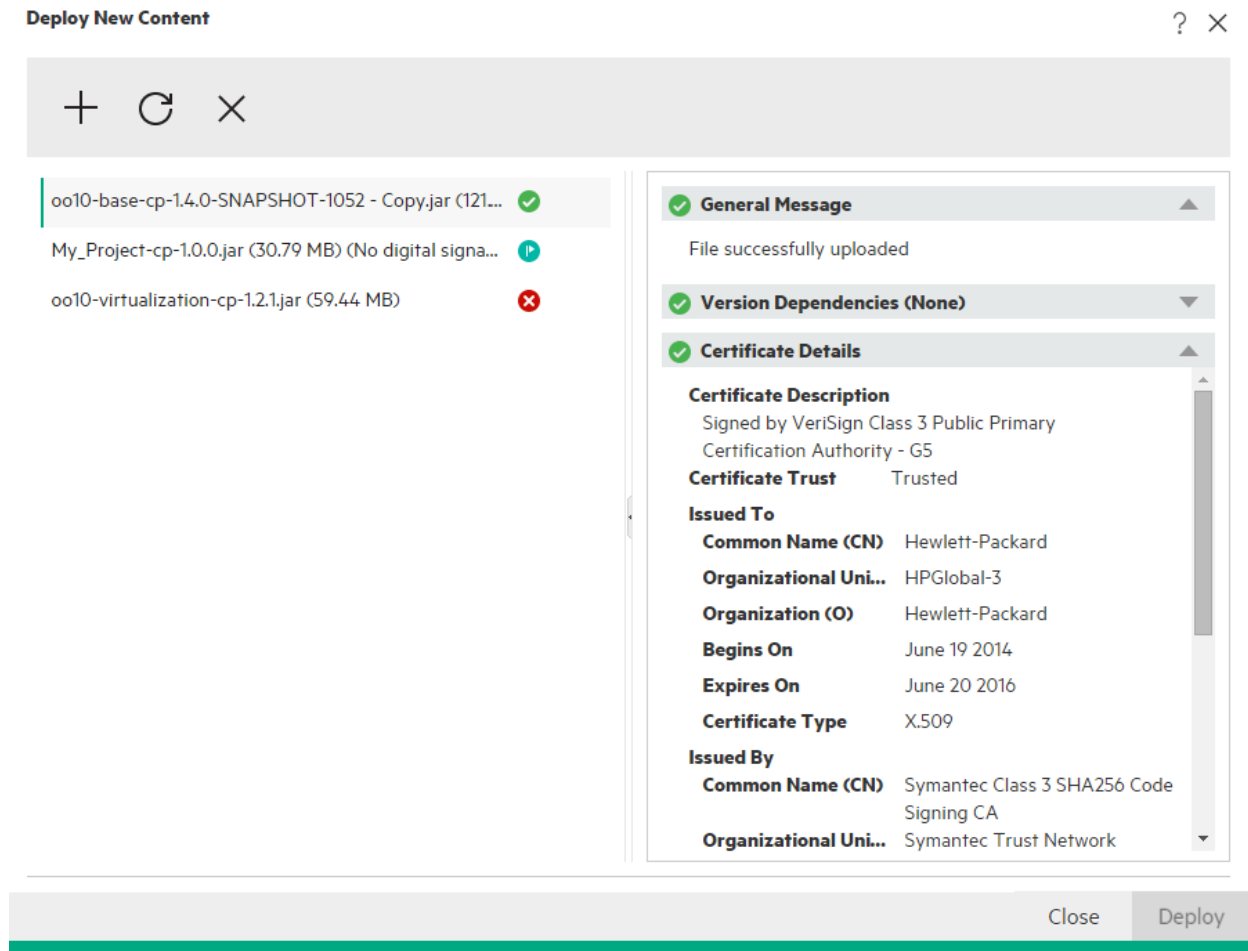 Deploy New Content
?
oo10-base-cp-1.4.0-SNAPSHOT-1052 - Copy.jar (121....
My_Project-cp-1.0.0.jar (30.79 MB) (No digital signa...
oo10-virtualization-cp-1.2.1.jar (59.44 MB)
General Message
File successfully uploaded
Version Dependencies (None)
Certificate Details
Certificate Description
Signed by VeriSign Class 3 Public Primary
Certification Authority - G5
Certificate Trust Trusted
Issued To
Common Name (CN) Hewlett-Packard
Organizational Uni... HPGlobal-3
Organization (O) Hewlett-Packard
Begins On June 19 2014
Expires On June 20 2016
Certificate Type X.509
Issued By
Common Name (CN) Symantec Class 3 SHA256 Code
Signing CA
Organizational Uni... Symantec Trust Network
Close Deploy